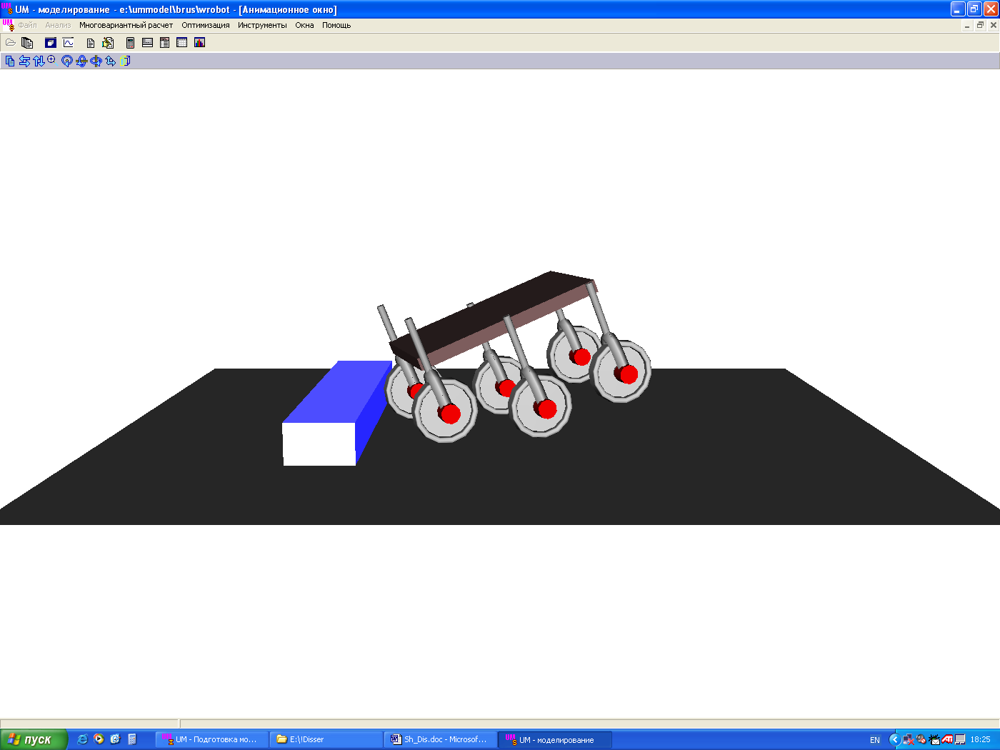 UM - моделирование - e:\ummodel\brus\wrobot - [Анимационное окно]
Файл Анализ Многовариантный расчет Оптимизация Инструменты Окна Помощь
пуск
UM - Подготовка мо...
E:\!Disser
Sh_Dis.doc - Microsof...
UM - моделирование
EN
18:25